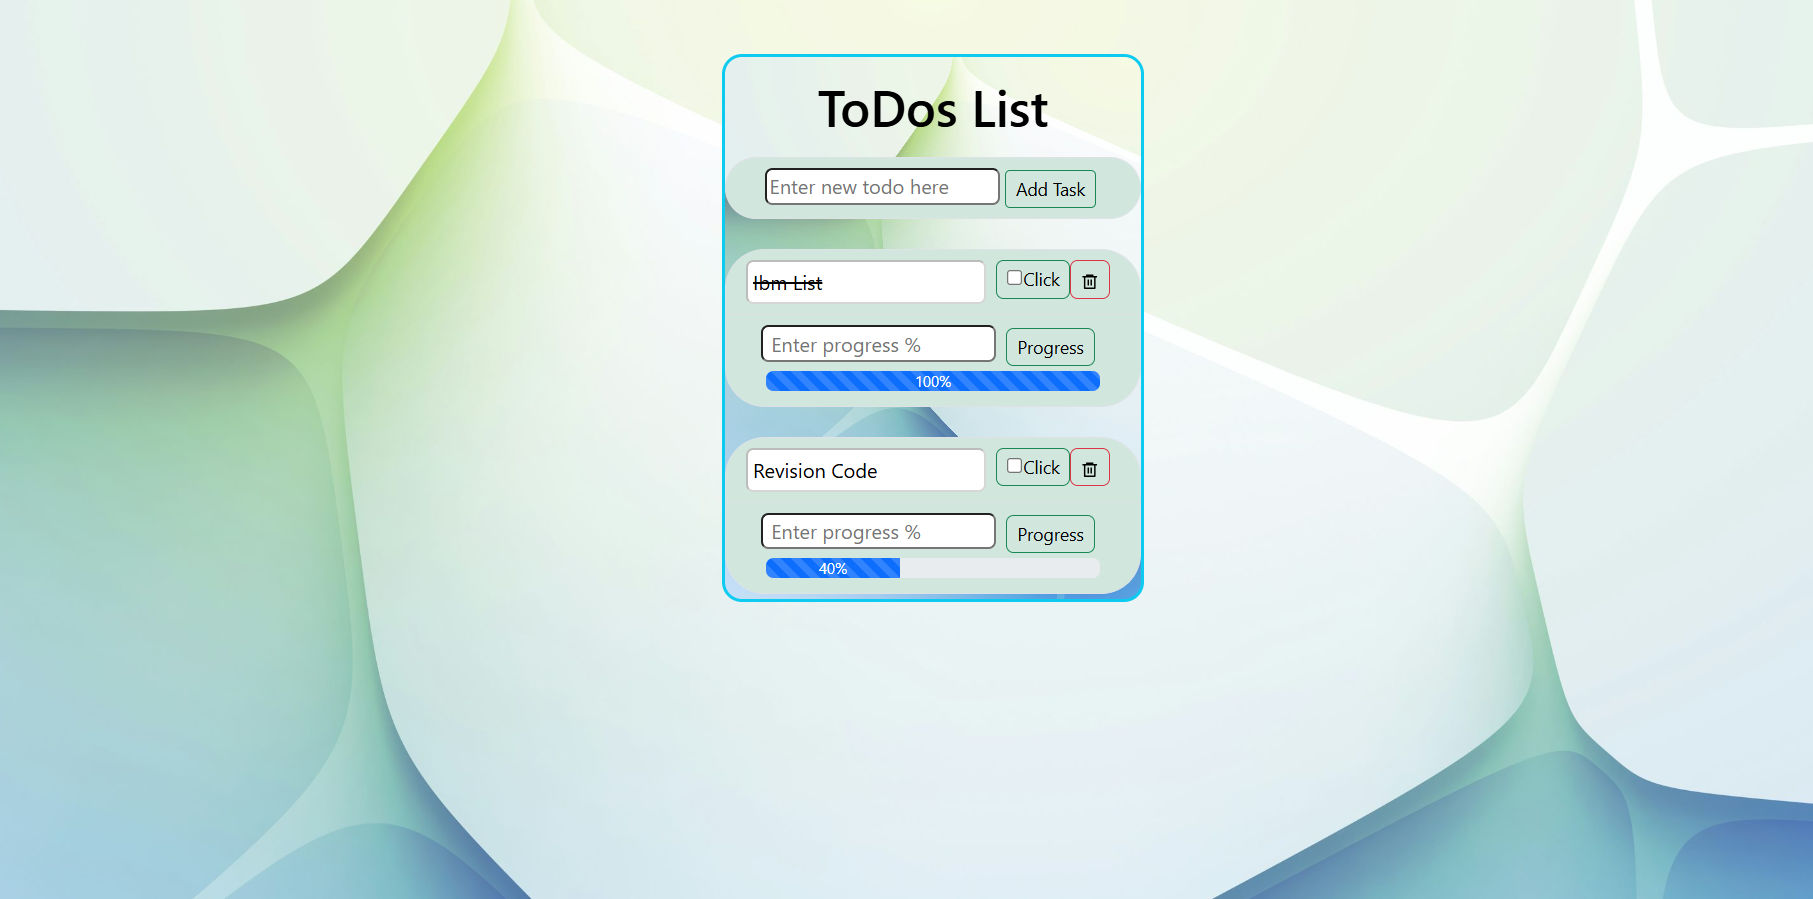 ToDos List
Enter new todo here Add Task
Ibm List Click
Enter progress % Progress
100%
Revision Code Click
Enter progress % Progress
40%